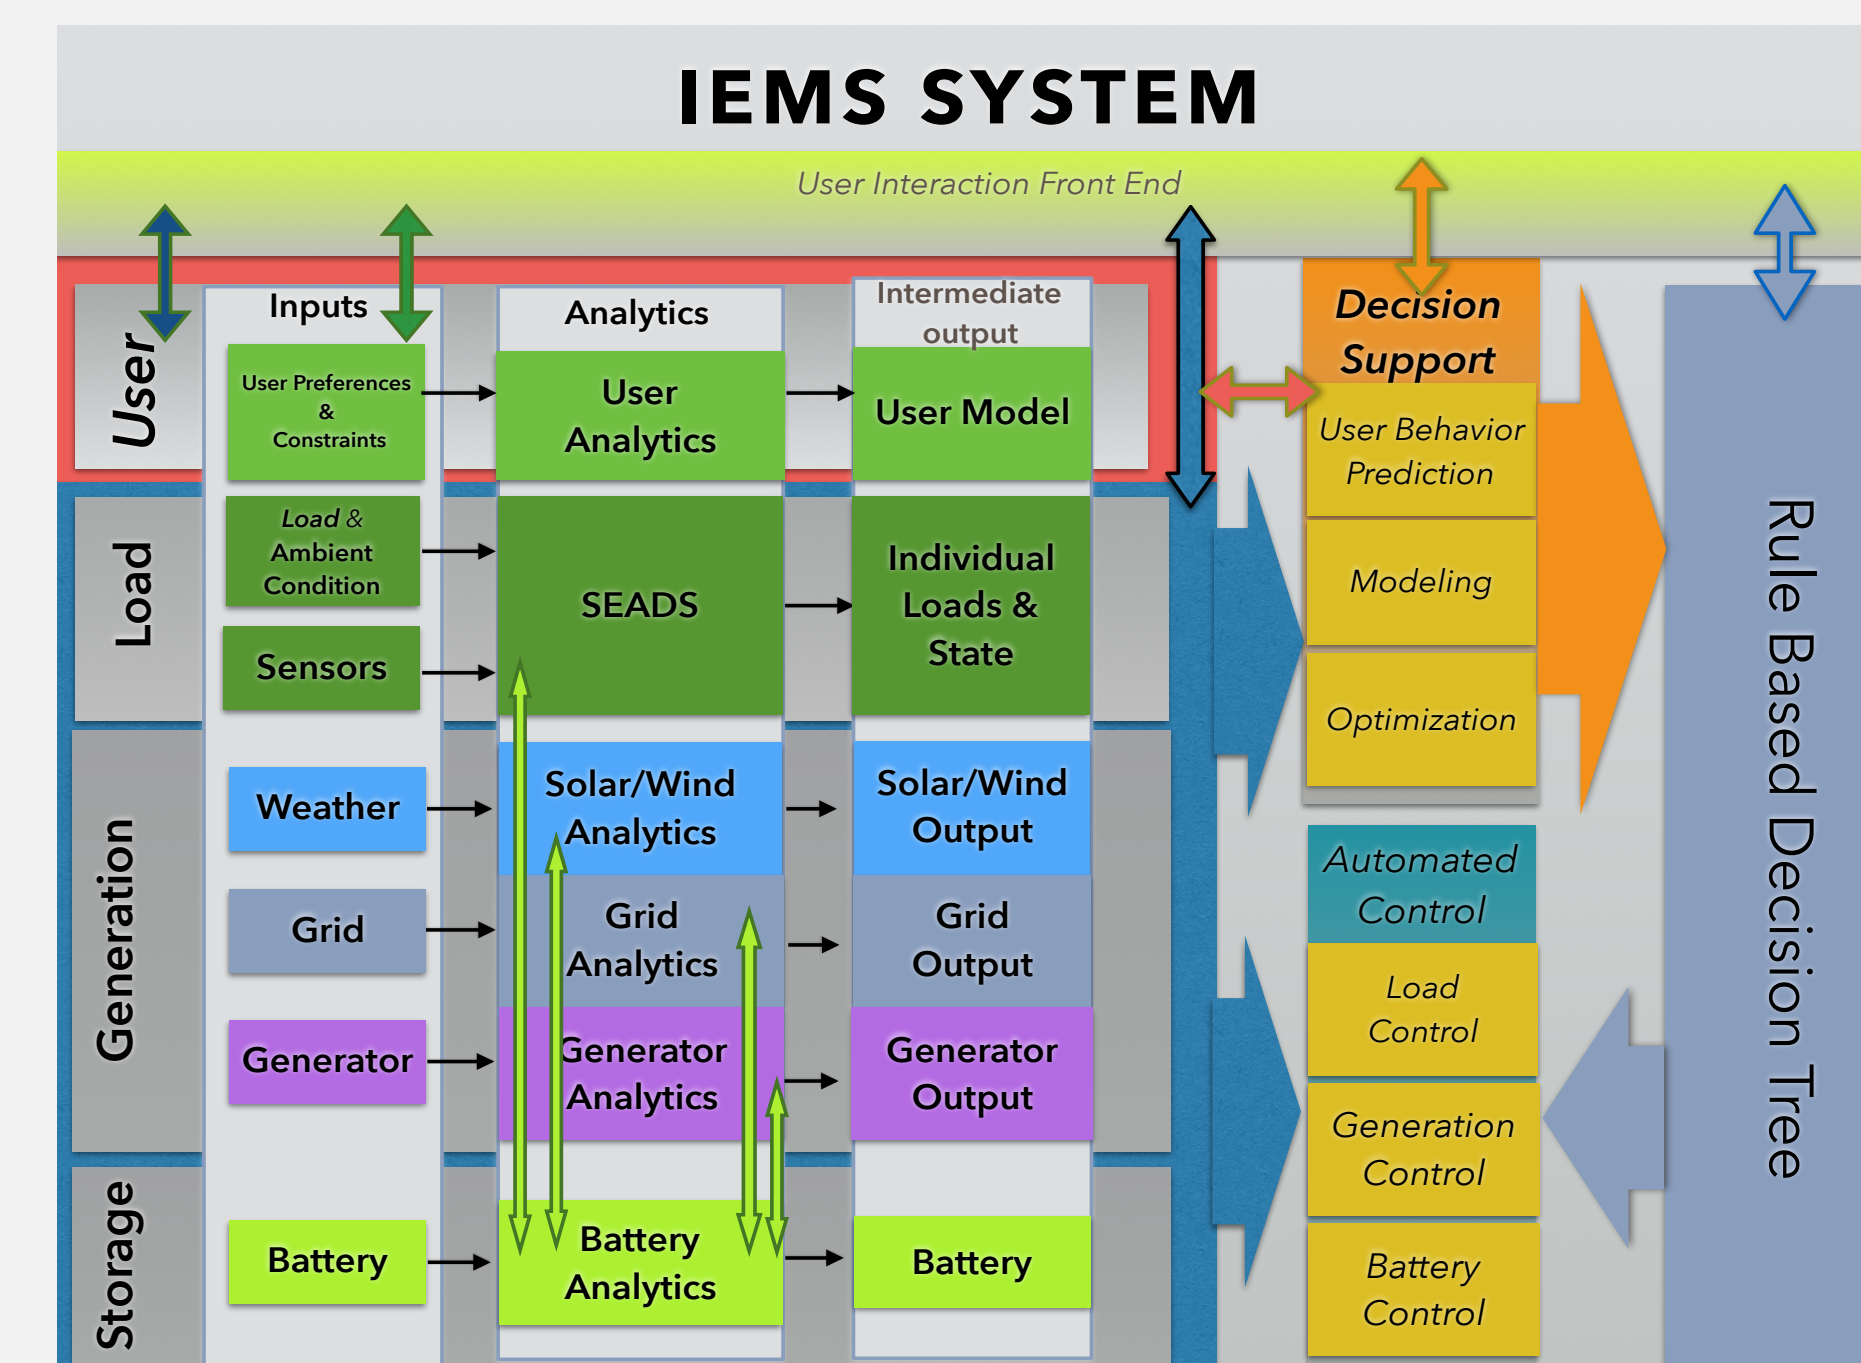 IEMS SYSTEM
User Interaction Front End
User
Inputs
Analytics
Intermediate
output
User Preferences
&
Constraints
User
Analytics
User Model
Load
Load &
Ambient
Condition
Sensors
SEADS
Individual
Loads &
State
Generation
Weather
Solar/Wind
Analytics
Solar/Wind
Output
Grid
Grid
Analytics
Grid
Output
Generator
Generator
Analytics
Generator
Output
Storage
Battery
Battery
Analytics
Battery
Decision
Support
User Behavior
Prediction
Modeling
Optimization
Automated
Control
Load
Control
Generation
Control
Battery
Control
Rule Based Decision Tree